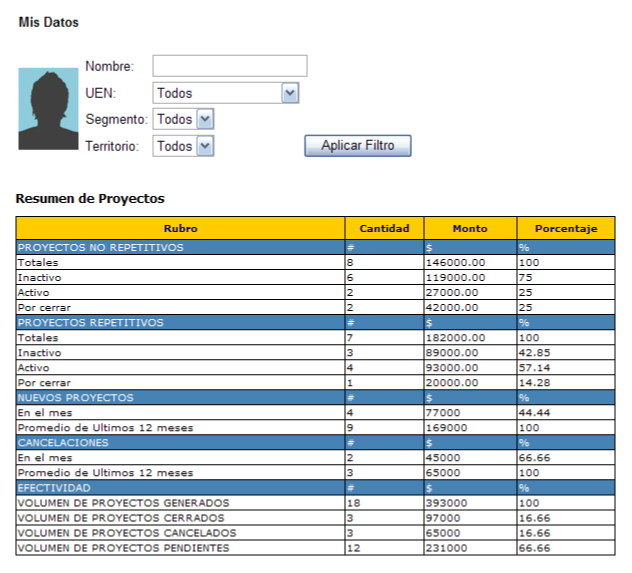 Mis Datos
Nombre:
UEN: Todos
Segmento: Todos
Territorio: Todos Aplicar Filtro
Resumen de Proyectos
Rubro Cantidad Monto Porcentaje
PROYECTOS NO REPETITIVOS # $ %
Totales 8 146000.00 100
Inactivo 6 119000.00 75
Activo 2 27000.00 25
Por cerrar 2 42000.00 25
PROYECTOS REPETITIVOS # $ %
Totales 7 182000.00 100
Inactivo 3 89000.00 42.85
Activo 4 93000.00 57.14
Por cerrar 1 20000.00 14.28
NUEVOS PROYECTOS # $ %
En el mes 4 77000 44.44
Promedio de Ultimos 12 meses 9 169000 100
CANCELACIONES # $ %
En el mes 2 45000 66.66
Promedio de Ultimos 12 meses 3 65000 100
EFECTIVIDAD # $ %
VOLUMEN DE PROYECTOS GENERADOS 18 393000 100
VOLUMEN DE PROYECTOS CERRADOS 3 97000 16.66
VOLUMEN DE PROYECTOS CANCELADOS 3 65000 16.66
VOLUMEN DE PROYECTOS PENDIENTES 12 231000 66.66